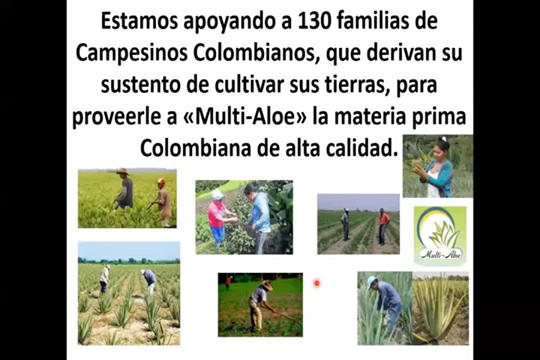 Estamos apoyando a 130 familias de
Campesinos Colombianos, que derivan su
sustento de cultivar sus tierras, para
proveerle a «Multi-Aloe» la materia prima
Colombiana de alta calidad.
Multi-Aloe